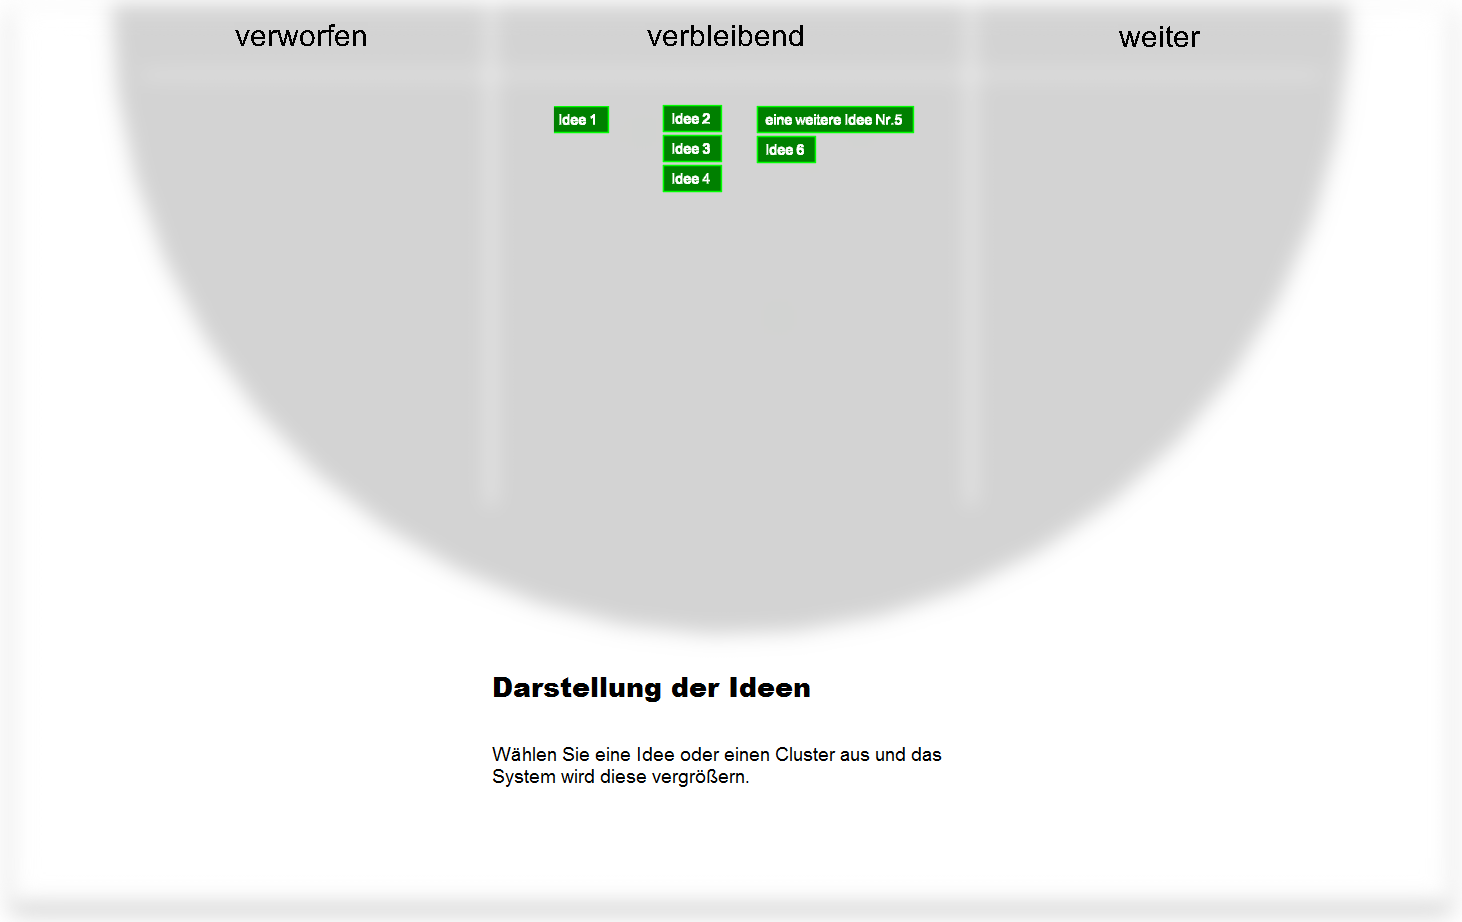 verworfen
verbleibend
weiter
Idee 1
Idee 2
Idee 3
Idee 4
eine weitere Idee Nr.5
Idee 6
Darstellung der Ideen
Wählen Sie eine Idee oder einen Cluster aus und das
System wird diese vergrößern.